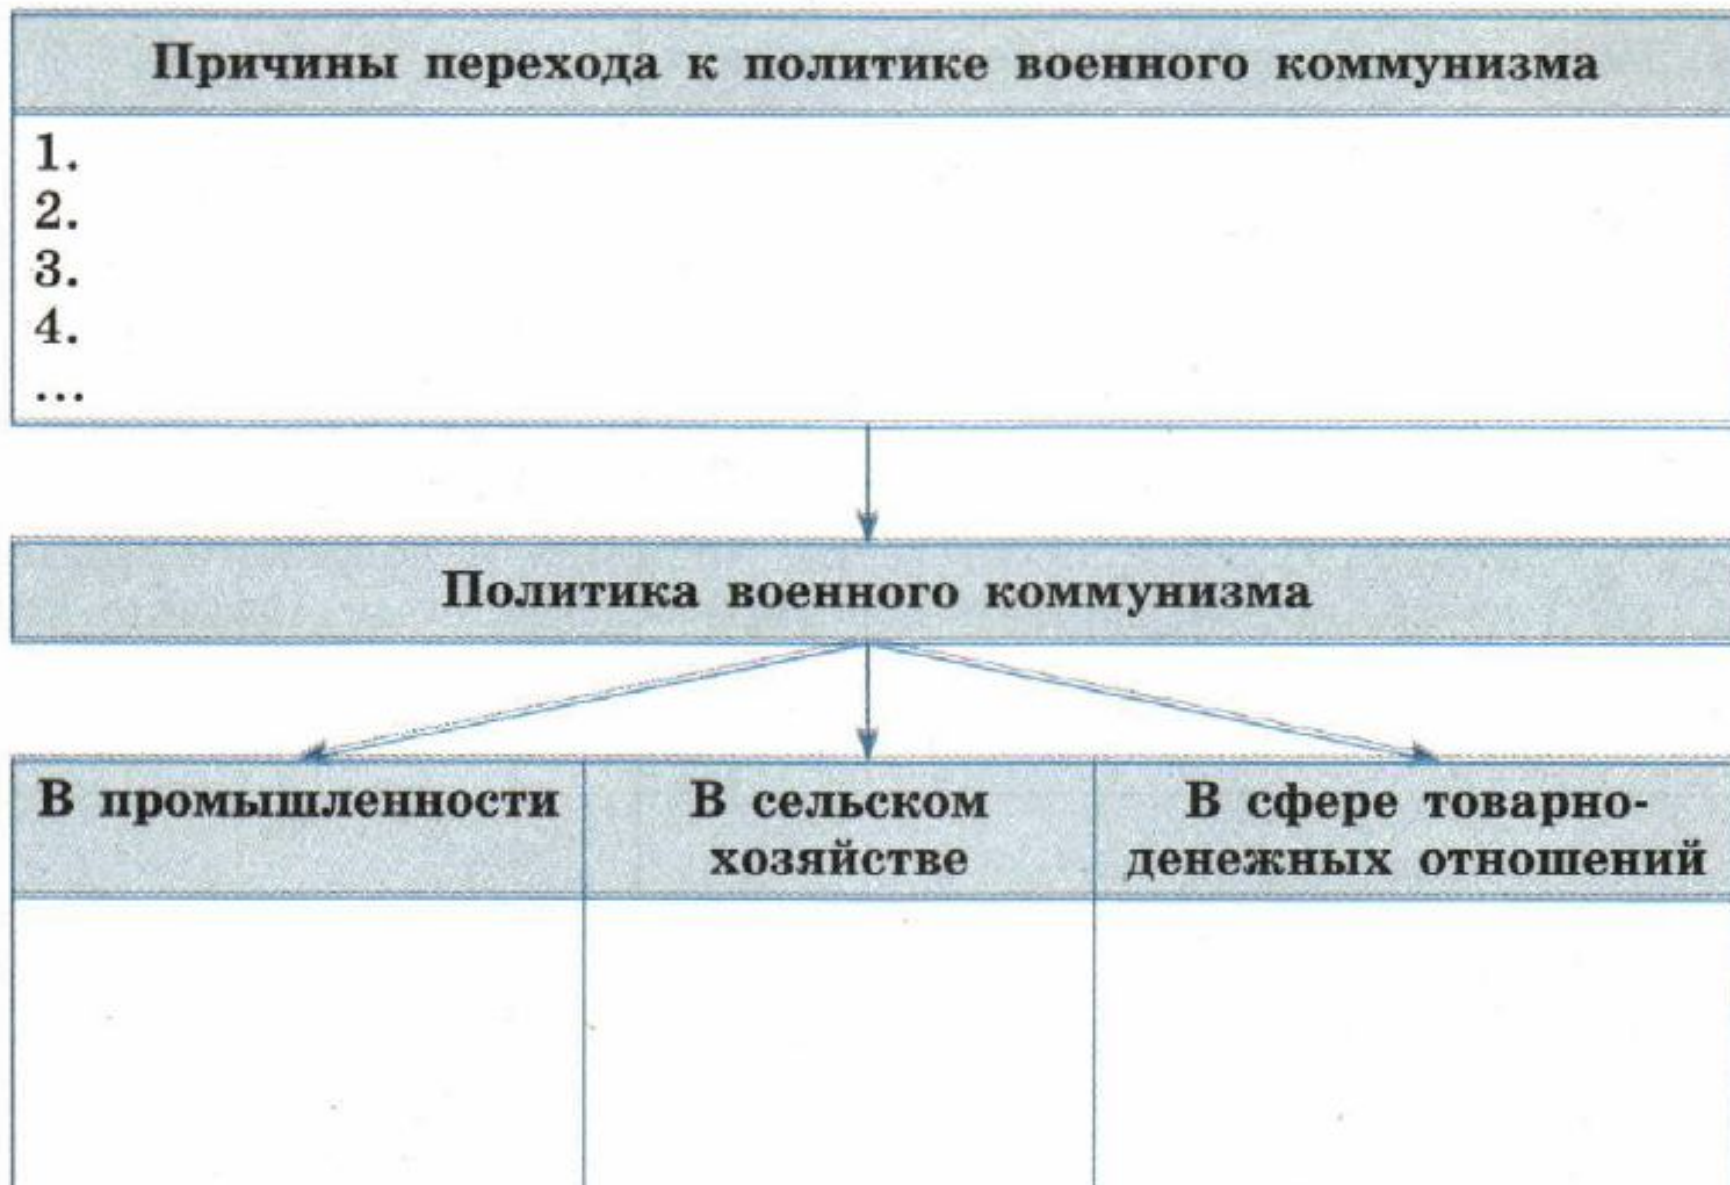 Причины перехода к политике военного коммунизма
1.
2.
3.
4.
...
Политика военного коммунизма
В промышленности
В сельском
хозяйстве
В сфере товарно-
денежных отношений